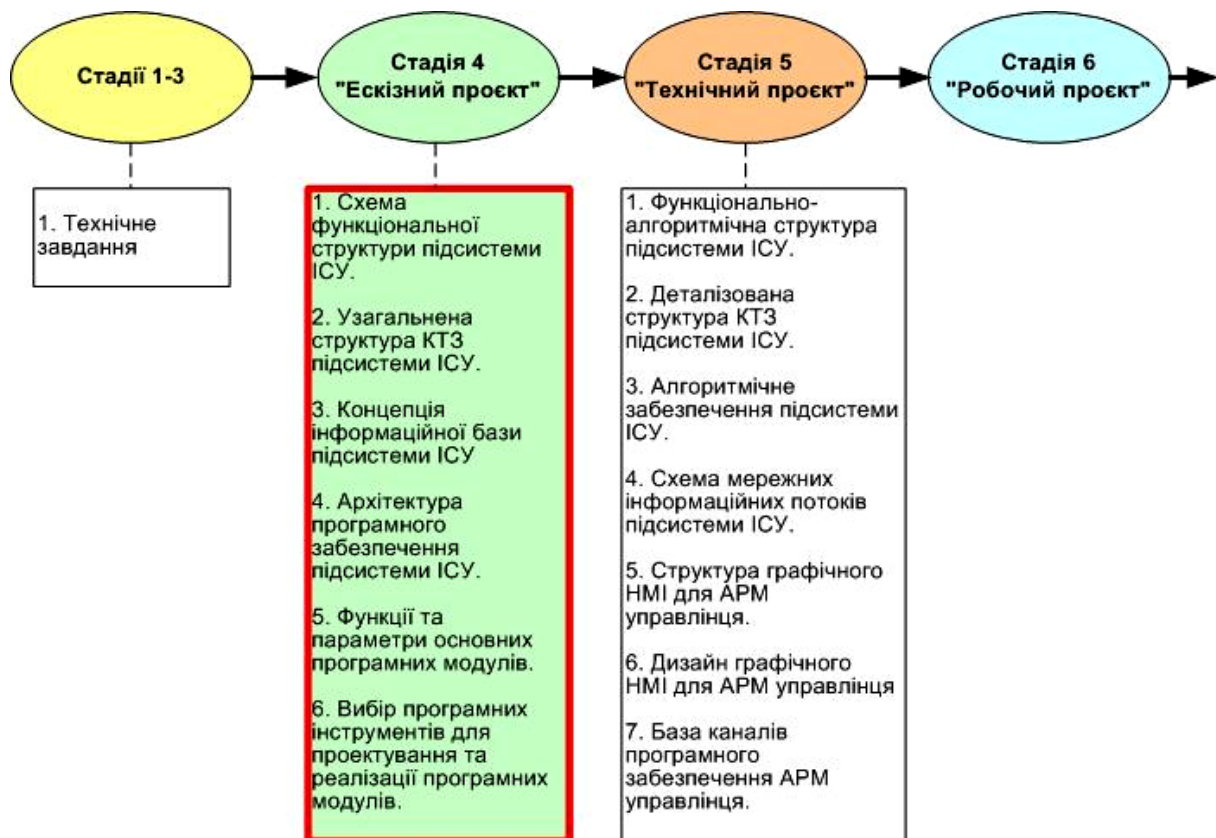 Стадії 1-3
Стадія 4
"Ескізний проєкт"
Стадія 5
"Технічний проєкт"
Стадія 6
"Робочий проєкт"
1. Технічне
завдання
1. Схема
функціональної
структури підсистеми
ІСУ.
2. Узагальнена
структура КТЗ
підсистеми ІСУ.
3. Концепція
інформаційної бази
підсистеми ІСУ
4. Архітектура
програмного
забезпечення
підсистеми ІСУ.
5. Функції та
параметри основних
програмних модулів.
6. Вибір програмних
інструментів для
проектування та
реалізації програмних
модулів.
1. Функціонально-
алгоритмічна структура
підсистеми ІСУ.
2. Деталізована
структура КТЗ
підсистеми ІСУ.
3. Алгоритмічне
забезпечення підсистеми
ІСУ.
4. Схема мережних
інформаційних потоків
підсистеми ІСУ.
5. Структура графічного
HMI для АРМ
управлінця.
6. Дизайн графічного
HMI для АРМ управлінця
7. База каналів
програмного
забезпечення АРМ
управлінця.